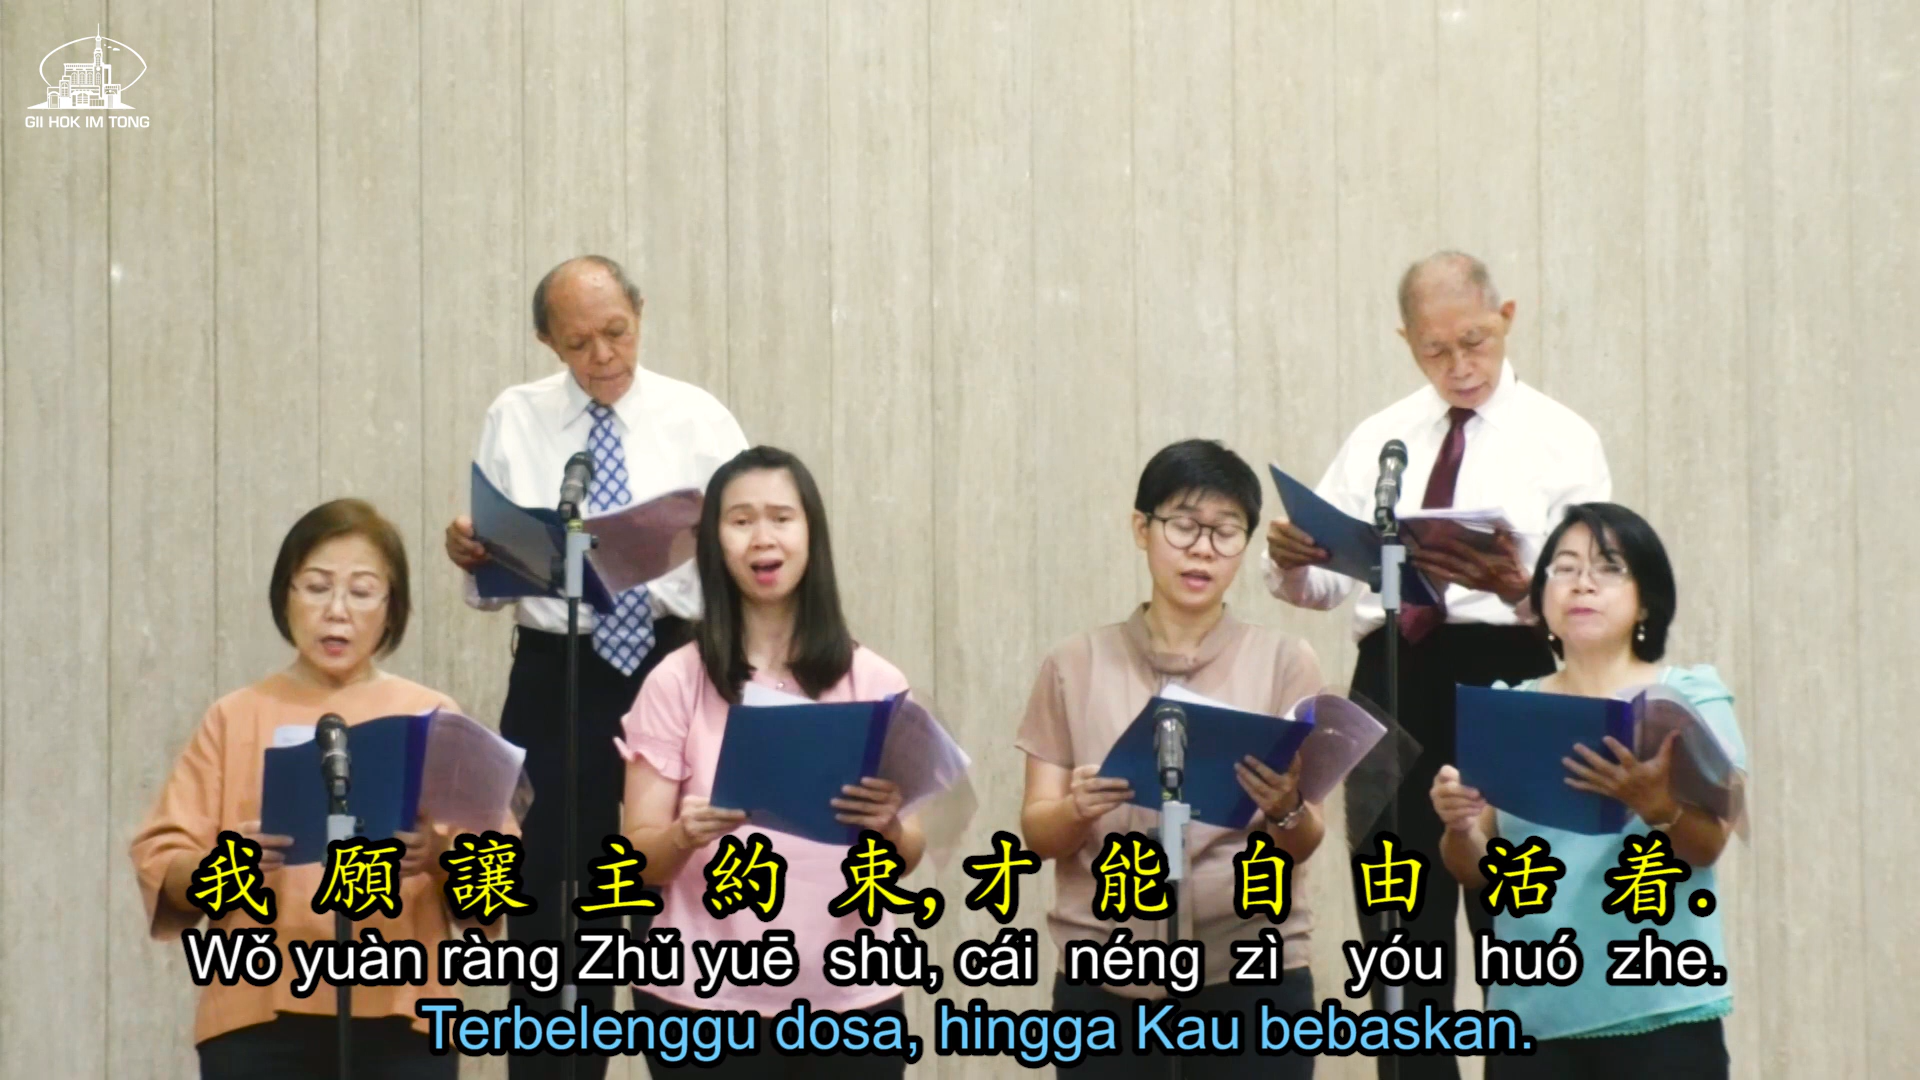 GII HOK IM TONG
我願讓主約束,才能自由活着.
Wǒ yuàn ràng Zhǔ yuē shù, cái néng zì yóu huó zhe.
Terbelenggu dosa, hingga Kau bebaskan.